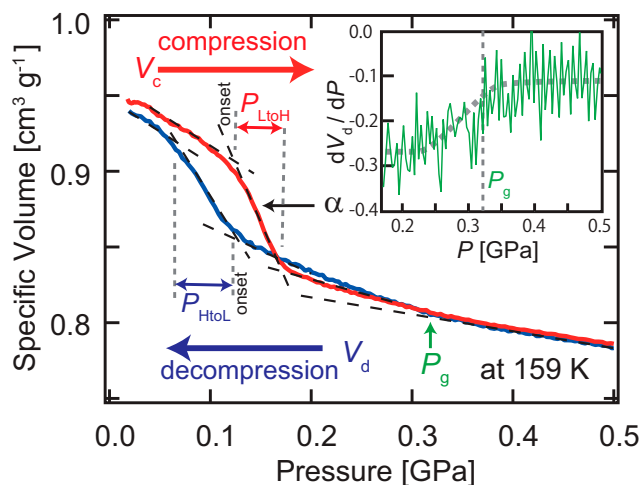 1.0
0.9
0.8
Specific Volume [cm³ g⁻¹]
compression
Vc
onset
PLtoH
α
PHtoL
onset
Vd
decompression
Pg
at 159 K
0.0 0.1 0.2 0.3 0.4 0.5
Pressure [GPa]
0.0
-0.1
-0.2
-0.3
-0.4
dVd / dP
Pg
0.2 0.3 0.4 0.5
P [GPa]